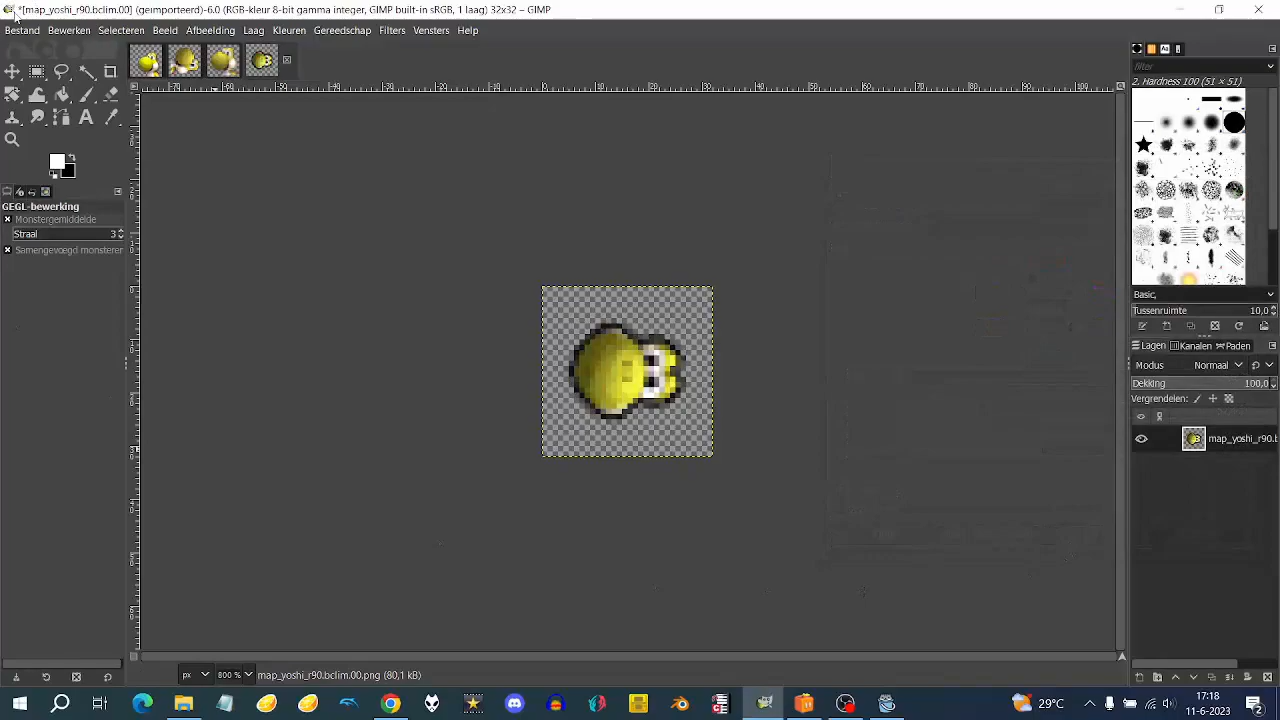 *[map_yoshi_r90.bclim.00] (geïmporteerd)-6.0 (RGB-kleur 8-bit gamma integer, GIMP built-in sRGB, 1 laag) 32x32 – GIMP
Bestand Bewerken Selecteren Beeld Afbeelding Laag Kleuren Gereedschap Filters Vensters Help
filter
2. Hardness 100 (51 × 51)
GEGL-bewerking
Monstergemiddelde
Straal 3
Samengevoegd monsteren
Basic,
Tussenruimte 10,0
Lagen Kanalen Paden
Modus Normaal
Dekking 100,0
Vergrendelen:
map_yoshi_r90.b
px 800 % map_yoshi_r90.bclim.00.png (80,1 kB)
29°C
17:18
11-6-2023